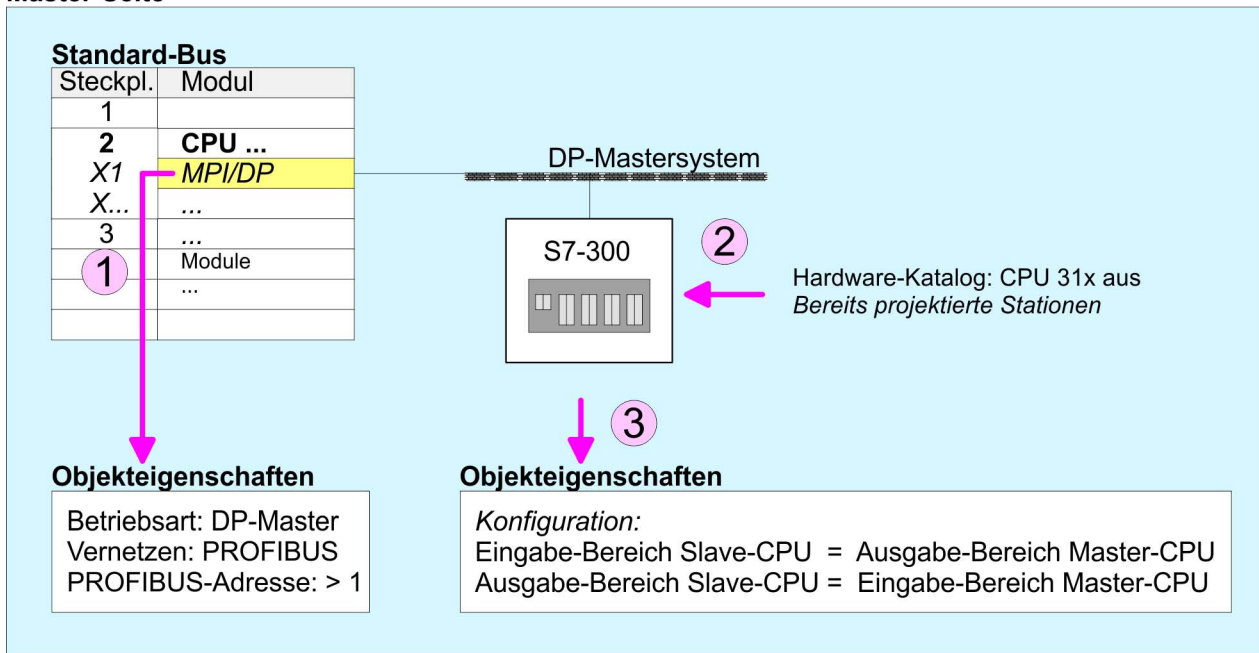 Standard-Bus
Steckpl. Modul
1
2 CPU ...
X1 MPI/DP
X... ...
3 ...
Module
...
1
DP-Mastersystem
S7-300
2
Hardware-Katalog: CPU 31x aus
Bereits projektierte Stationen
3
Objekteigenschaften
Betriebsart: DP-Master
Vernetzen: PROFIBUS
PROFIBUS-Adresse: > 1
Objekteigenschaften
Konfiguration:
Eingabe-Bereich Slave-CPU = Ausgabe-Bereich Master-CPU
Ausgabe-Bereich Slave-CPU = Eingabe-Bereich Master-CPU